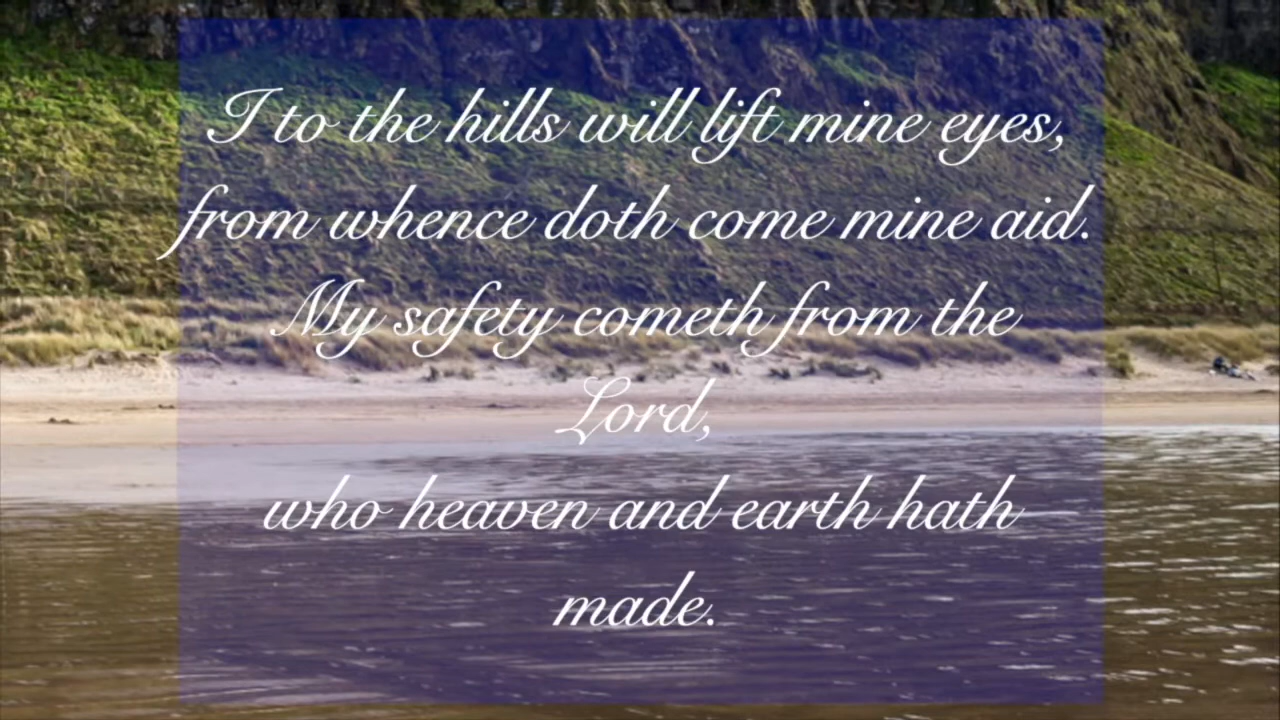 I to the hills will lift mine eyes,
from whence doth come mine aid.
My safety cometh from the
Lord,
who heaven and earth hath
made.